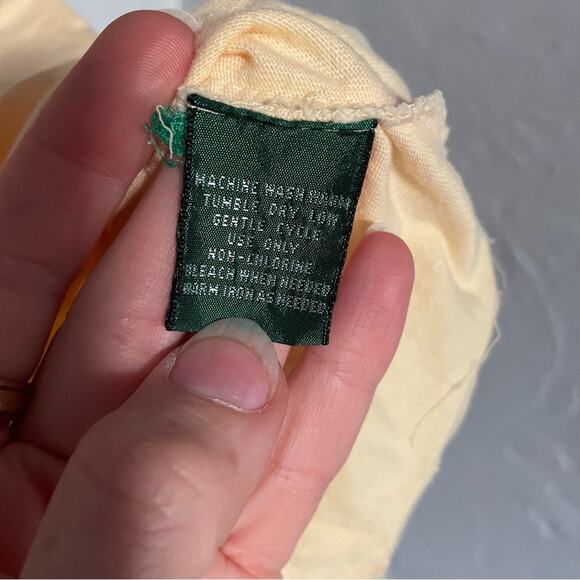 MACHINE WASH WARM
TUMBLE DRY LOW
GENTLE CYCLE
USE ONLY
NON-CHLORINE
BLEACH WHEN NEEDED
WARM IRON AS NEEDED